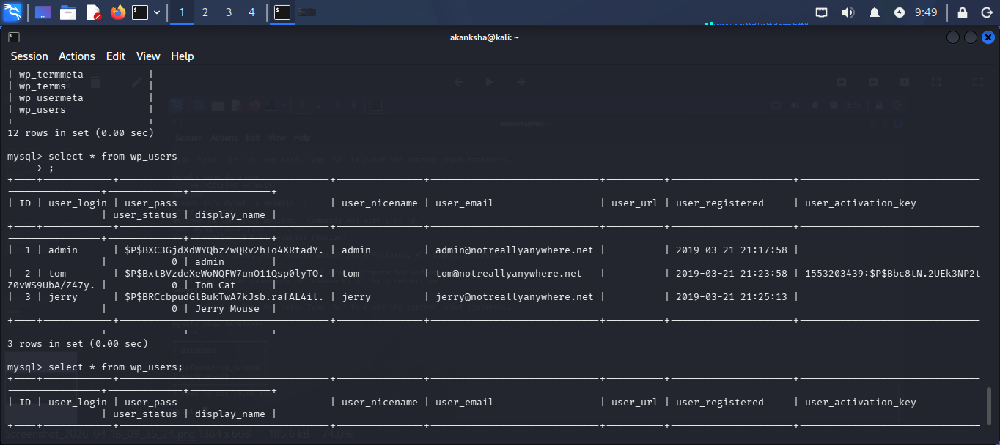 1 2 3 4 9:49
akanksha@kali: ~
Session Actions Edit View Help
| wp_termmeta |
| wp_terms |
| wp_usermeta |
| wp_users |
+-----------------------+
12 rows in set (0.00 sec)
mysql> select * from wp_users
-> ;
| ID | user_login | user_pass | user_nicename | user_email | user_url | user_registered | user_activation_key
| user_status | display_name |
| 1 | admin | $P$BXC3GjdXdWYQbzZwQRv2hTo4XRtadY. | admin | admin@notreallyanywhere.net | | 2019-03-21 21:17:58 |
| 0 | admin |
| 2 | tom | $P$BxtBVzdeXeWoNQFW7unO11Qsp0lyTO. | tom | tom@notreallyanywhere.net | | 2019-03-21 21:23:58 | 1553203439:$P$Bbc8tN.2UEk3NP2t
Z0vWS9UbA/Z47y. | 0 | Tom Cat |
| 3 | jerry | $P$BRCcbpudGlBukTwA7kJsb.rafAL4il. | jerry | jerry@notreallyanywhere.net | | 2019-03-21 21:25:13 |
| 0 | Jerry Mouse |
3 rows in set (0.00 sec)
mysql> select * from wp_users;
| ID | user_login | user_pass | user_nicename | user_email | user_url | user_registered | user_activation_key
| user_status | display_name |
Screenshot_2026-04-18_09_35_24.png 1364 x 608 185.6 kB 74.0%